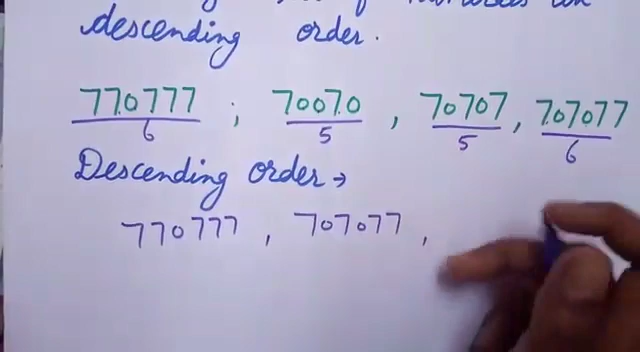 descending order.
770777 ; 70070 , 70707 , 707077
6 5 5 6
Descending order →
770777 , 707077 ,